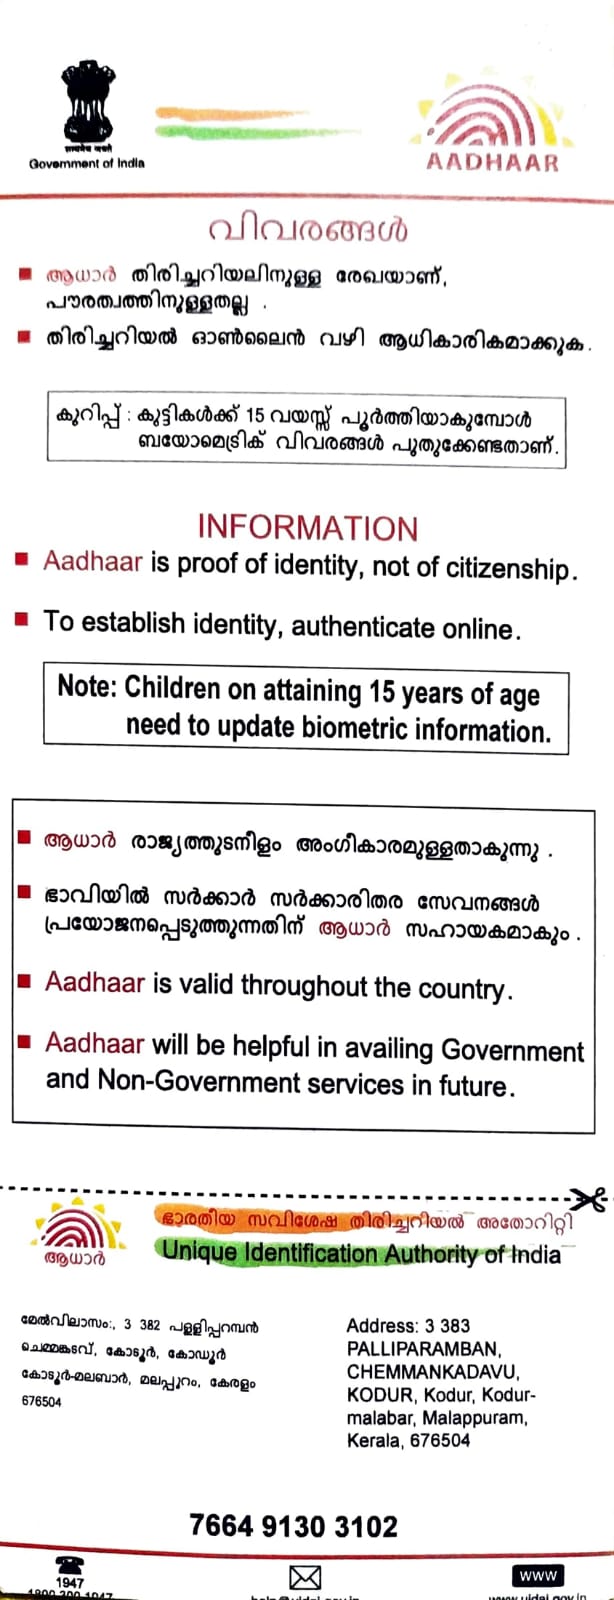 सत्यमेव जयते
Government of India
AADHAAR
വിവരങ്ങൾ
ആധാർ തിരിച്ചറിയലിനുള്ള രേഖയാണ്,
പൗരത്വത്തിനുള്ളതല്ല .
തിരിച്ചറിയൽ ഓൺലൈൻ വഴി ആധികാരികമാക്കുക .
കുറിപ്പ് : കുട്ടികൾക്ക് 15 വയസ്സ് പൂർത്തിയാകുമ്പോൾ
ബയോമെട്രിക് വിവരങ്ങൾ പുതുക്കേണ്ടതാണ്.
INFORMATION
Aadhaar is proof of identity, not of citizenship.
To establish identity, authenticate online.
Note: Children on attaining 15 years of age
need to update biometric information.
ആധാർ രാജ്യത്തുടനീളം അംഗീകാരമുള്ളതാകുന്നു .
ഭാവിയിൽ സർക്കാർ സർക്കാരിതര സേവനങ്ങൾ
പ്രയോജനപ്പെടുത്തുന്നതിന് ആധാർ സഹായകമാകും .
Aadhaar is valid throughout the country.
Aadhaar will be helpful in availing Government
and Non-Government services in future.
ഭാരതീയ സവിശേഷ തിരിച്ചറിയൽ അതോറിറ്റി
Unique Identification Authority of India
ആധാർ
മേൽവിലാസം:, 3 382 പള്ളിപ്പറമ്പൻ
ചെമ്മങ്കടവ്, കോടൂർ, കോഡൂർ
കോടൂർ-മലബാർ, മലപ്പുറം, കേരളം
676504
Address: 3 383
PALLIPARAMBAN,
CHEMMANKADAVU,
KODUR, Kodur, Kodur-
malabar, Malappuram,
Kerala, 676504
7664 9130 3102
1947
1800 300 1947
help@uidai.gov.in
www
www.uidai.gov.in